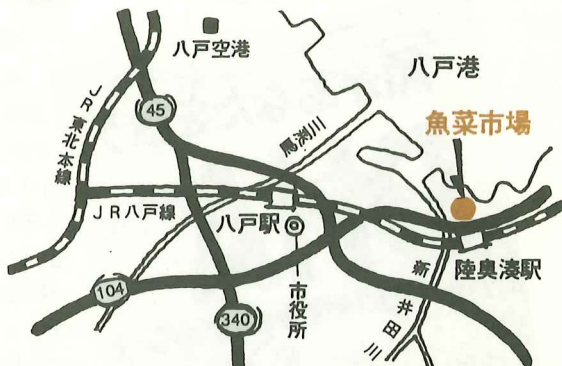 八戸空港
八戸港
JR東北本線
45
馬渕川
魚菜市場
JR八戸線
八戸駅
陸奥湊駅
新井田川
市役所
104
340